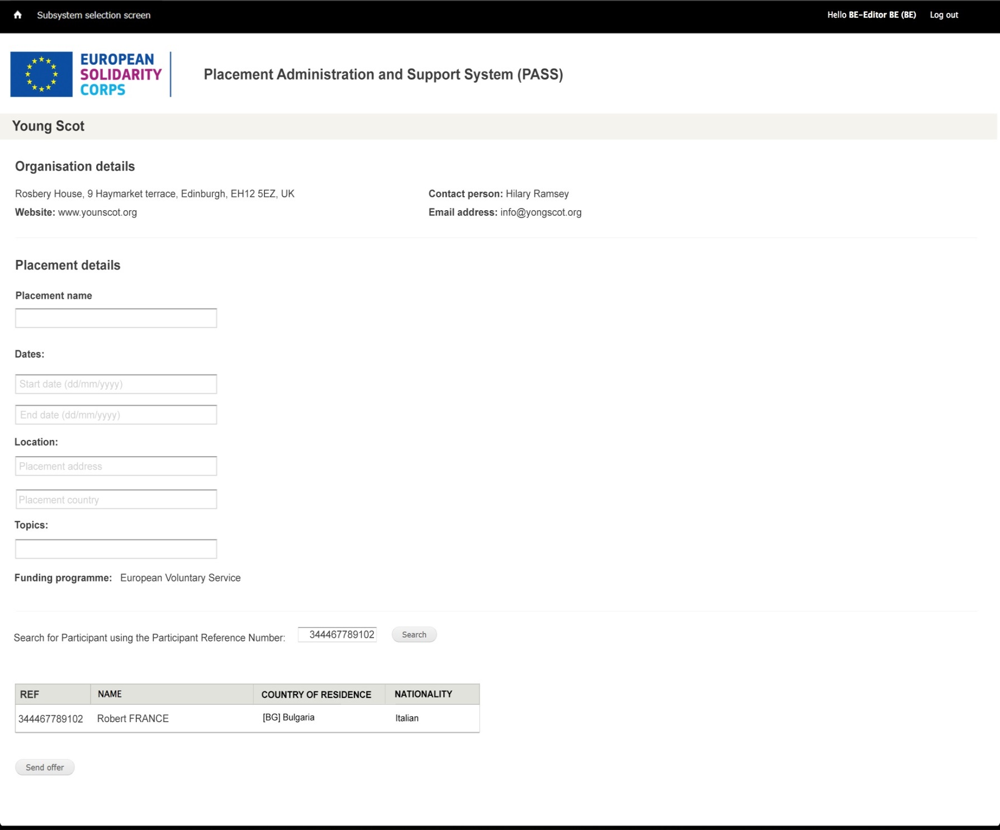 Subsystem selection screen
Hello BE-Editor BE (BE) Log out
EUROPEAN
SOLIDARITY
CORPS
Placement Administration and Support System (PASS)
Young Scot
Organisation details
Rosbery House, 9 Haymarket terrace, Edinburgh, EH12 5EZ, UK
Contact person: Hilary Ramsey
Website: www.younscot.org
Email address: info@yongscot.org
Placement details
Placement name
Dates:
Start date (dd/mm/yyyy)
End date (dd/mm/yyyy)
Location:
Placement address
Placement country
Topics:
Funding programme: European Voluntary Service
Search for Participant using the Participant Reference Number: 344467789102 Search
REF NAME COUNTRY OF RESIDENCE NATIONALITY
344467789102 Robert FRANCE [BG] Bulgaria Italian
Send offer